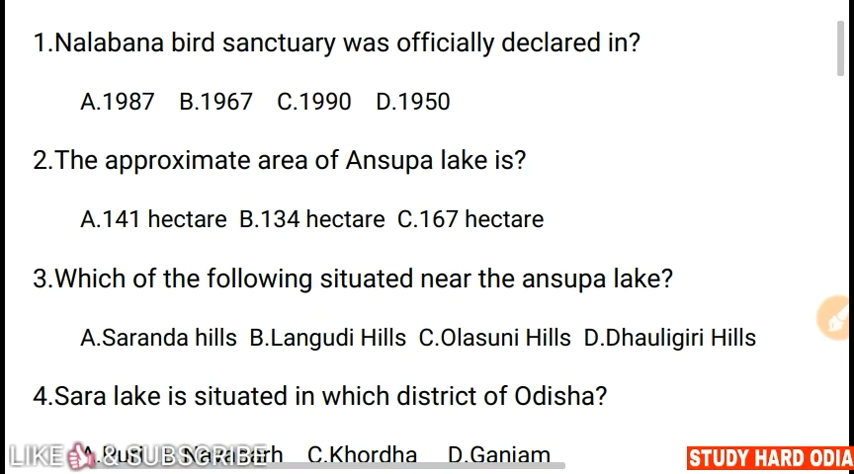 1.Nalabana bird sanctuary was officially declared in?
A.1987 B.1967 C.1990 D.1950
2.The approximate area of Ansupa lake is?
A.141 hectare B.134 hectare C.167 hectare
3.Which of the following situated near the ansupa lake?
A.Saranda hills B.Langudi Hills C.Olasuni Hills D.Dhauligiri Hills
4.Sara lake is situated in which district of Odisha?
C.Khordha D.Ganjam
LIKE & SUBSCRIBE
STUDY HARD ODIA